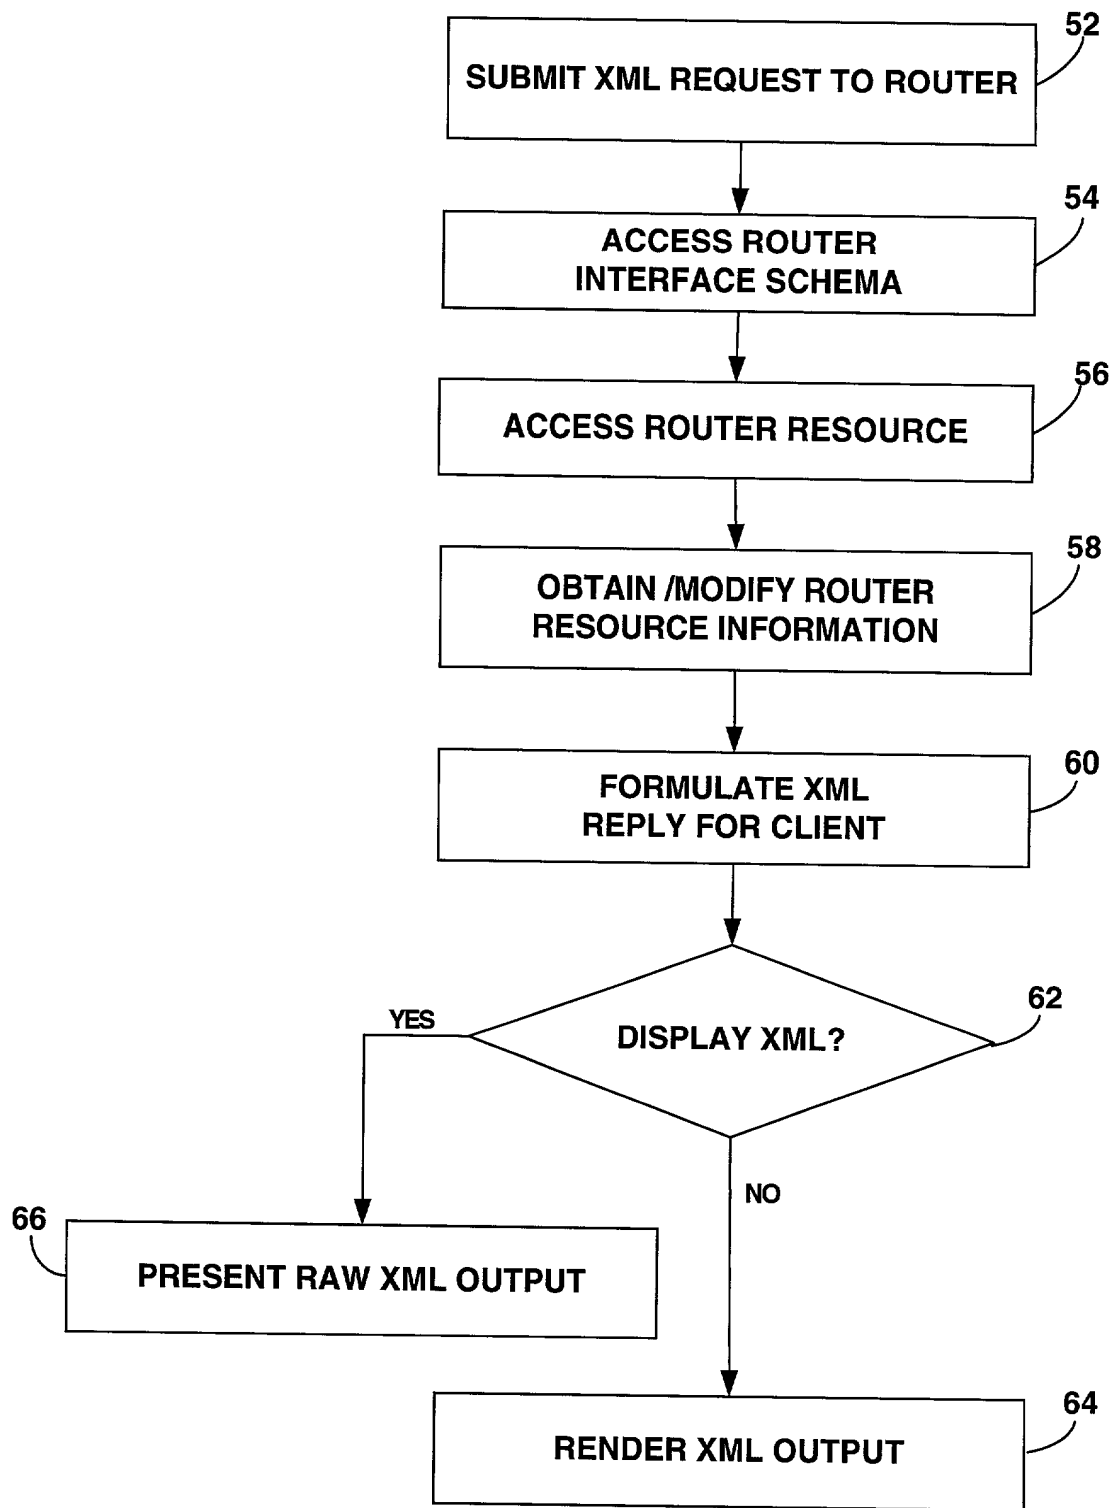 52
SUBMIT XML REQUEST TO ROUTER
54
ACCESS ROUTER
INTERFACE SCHEMA
56
ACCESS ROUTER RESOURCE
58
OBTAIN /MODIFY ROUTER
RESOURCE INFORMATION
60
FORMULATE XML
REPLY FOR CLIENT
62
YES
DISPLAY XML?
NO
66
PRESENT RAW XML OUTPUT
64
RENDER XML OUTPUT